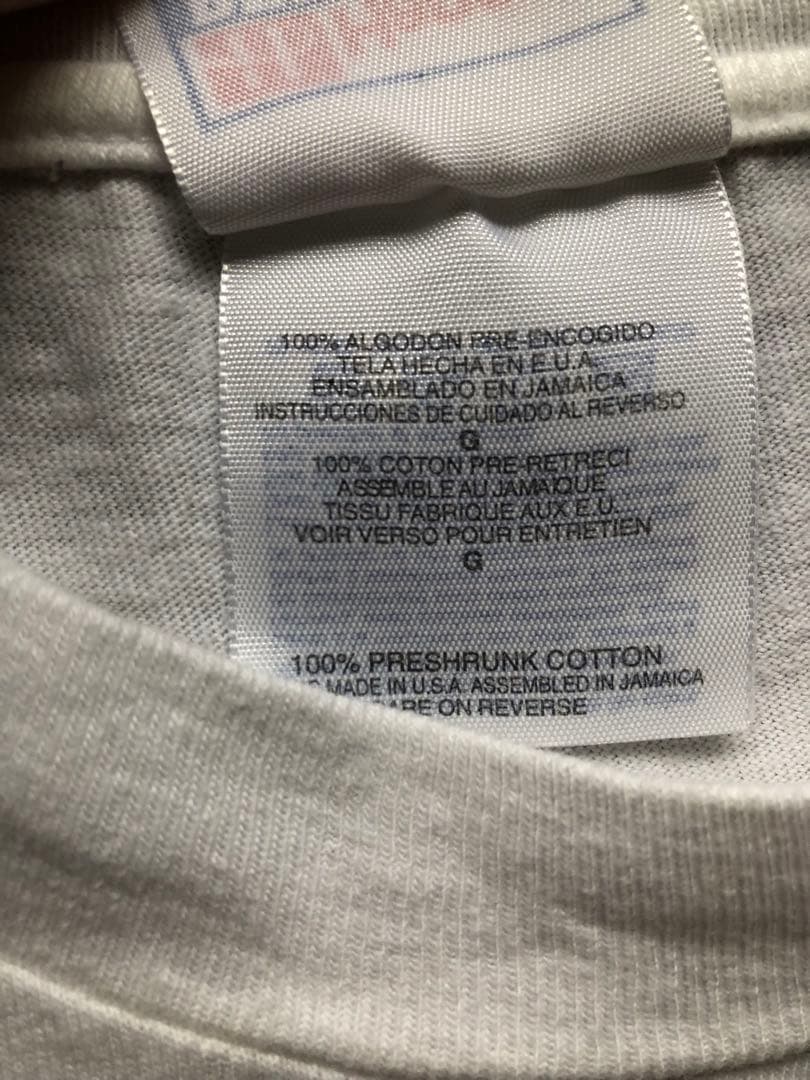 100% ALGODON PRE-ENCOGIDO
TELA HECHA EN E.U.A.
ENSAMBLADO EN JAMAICA
INSTRUCCIONES DE CUIDADO AL REVERSO
G
100% COTON PRE-RETRECI
ASSEMBLE AU JAMAIQUE
TISSU FABRIQUE AUX E.U.
VOIR VERSO POUR ENTRETIEN
G
100% PRESHRUNK COTTON
MADE IN U.S.A. ASSEMBLED IN JAMAICA
ON REVERSE